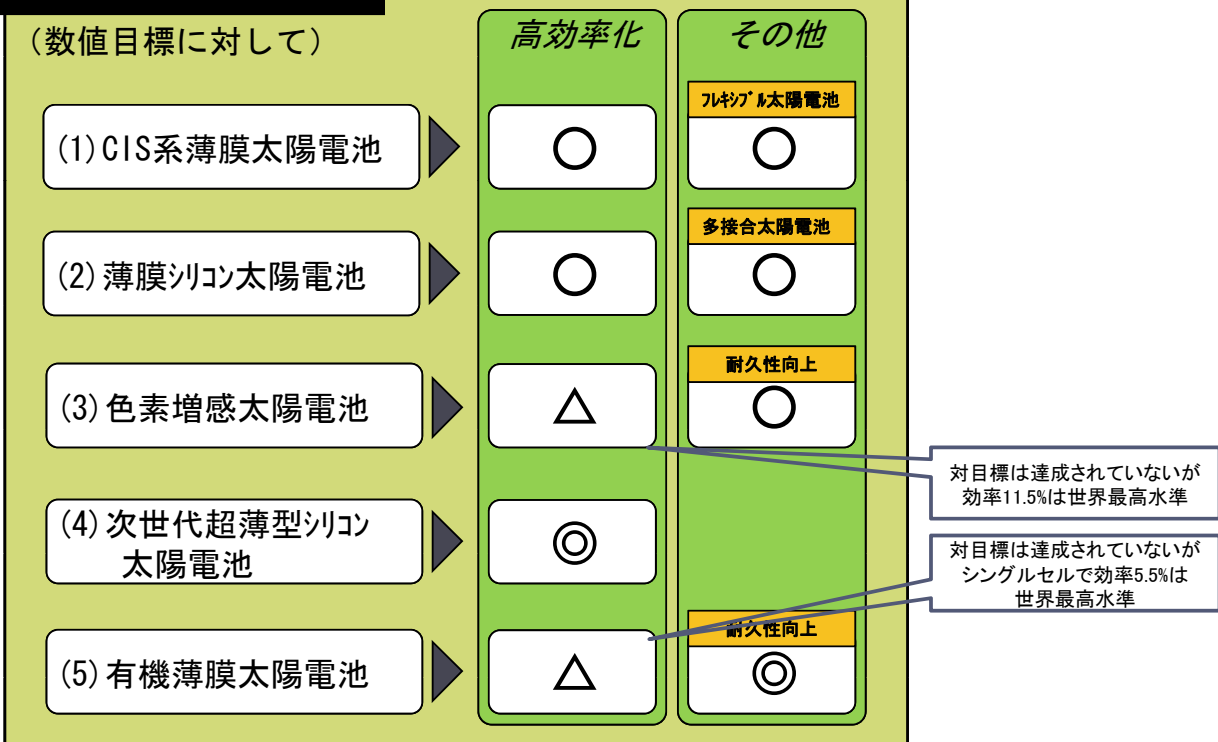 (数値目標に対して)
高効率化
その他
(1)CIS系薄膜太陽電池
○
ﾌﾚｷｼﾌﾞﾙ太陽電池
○
(2)薄膜ｼﾘｺﾝ太陽電池
○
多接合太陽電池
○
(3)色素増感太陽電池
△
耐久性向上
○
対目標は達成されていないが
効率11.5%は世界最高水準
(4)次世代超薄型ｼﾘｺﾝ
太陽電池
◎
対目標は達成されていないが
シングルセルで効率5.5%は
世界最高水準
(5)有機薄膜太陽電池
△
耐久性向上
◎